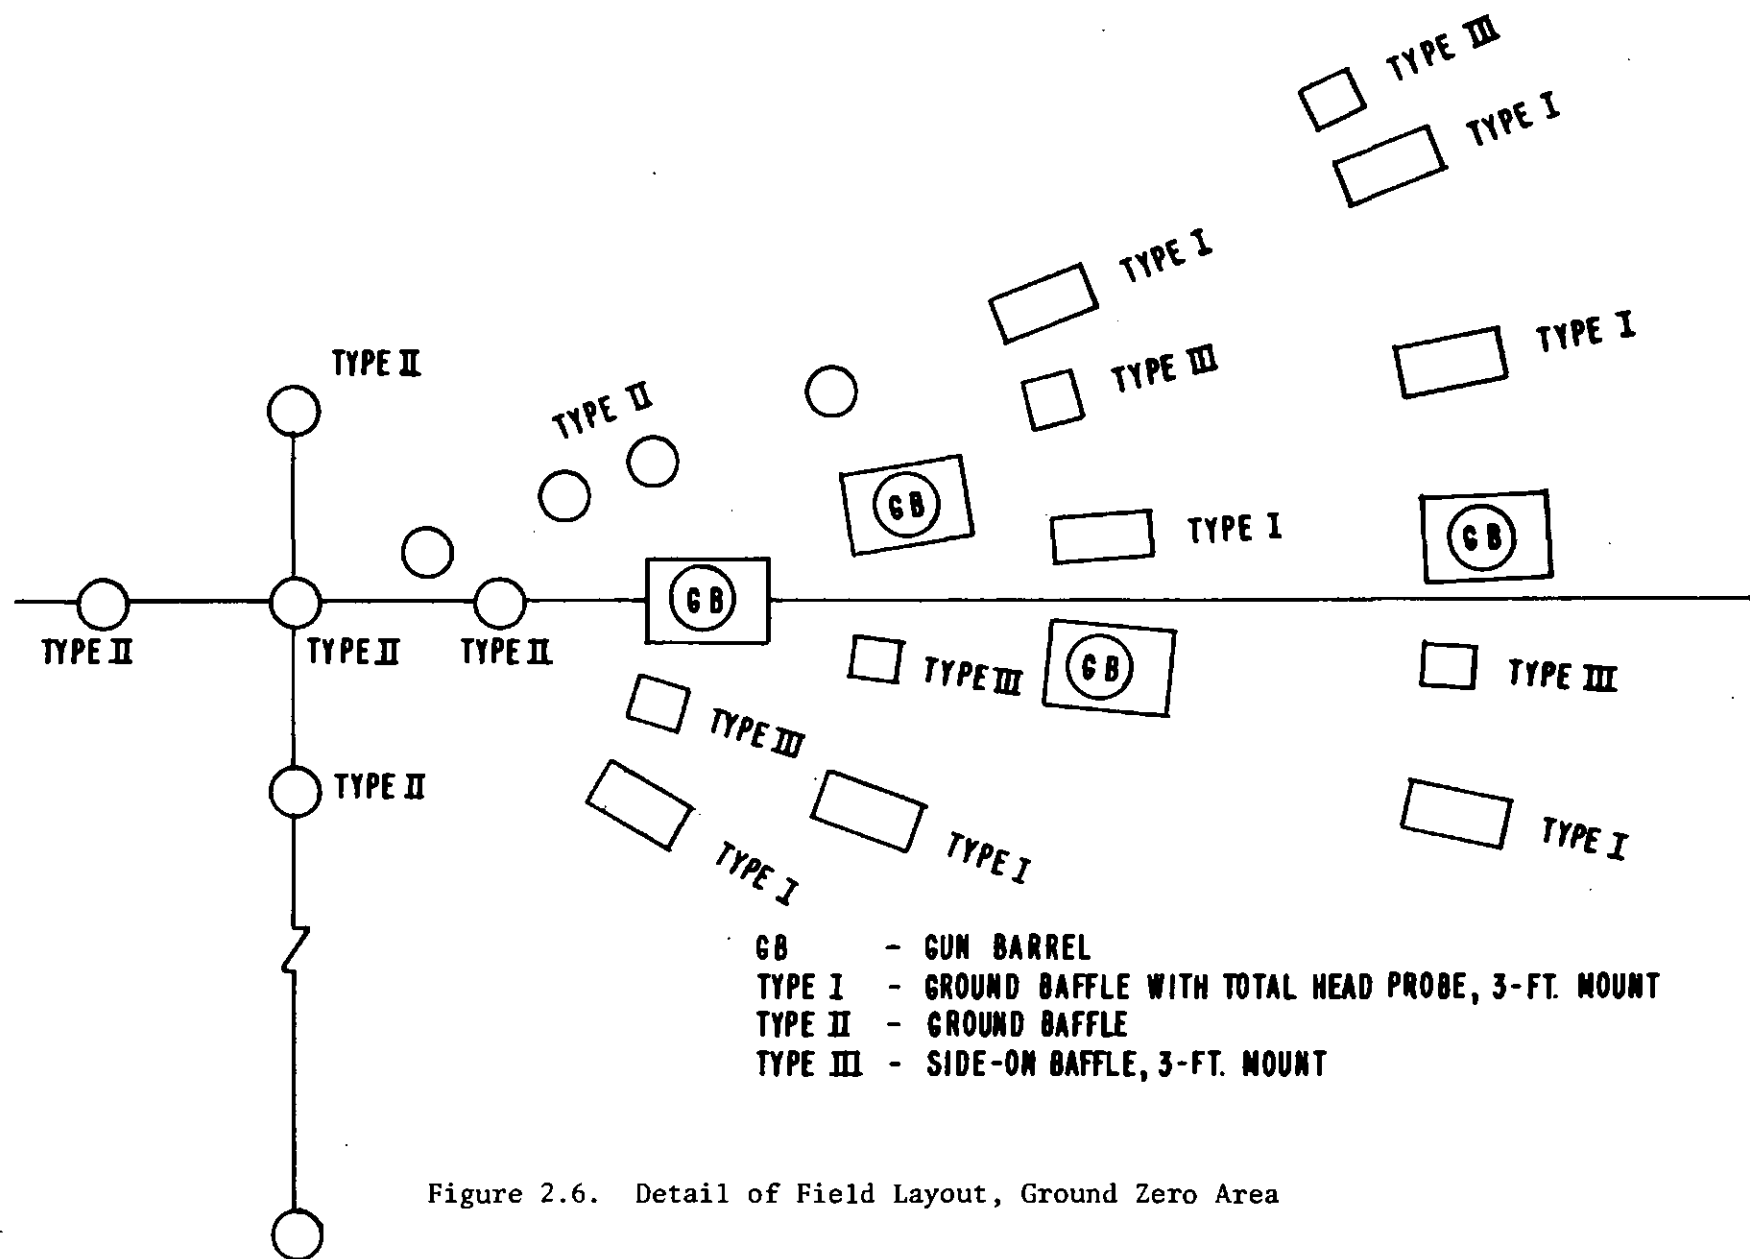 TYPE III
TYPE I
TYPE I
TYPE I
TYPE III
TYPE II
TYPE II
GB
TYPE I
GB
GB
TYPE II
TYPE II
TYPE II
TYPE III
GB
TYPE III
TYPE III
TYPE II
TYPE I
TYPE I
TYPE I
GB - GUN BARREL
TYPE I - GROUND BAFFLE WITH TOTAL HEAD PROBE, 3-FT. MOUNT
TYPE II - GROUND BAFFLE
TYPE III - SIDE-ON BAFFLE, 3-FT. MOUNT
Figure 2.6. Detail of Field Layout, Ground Zero Area